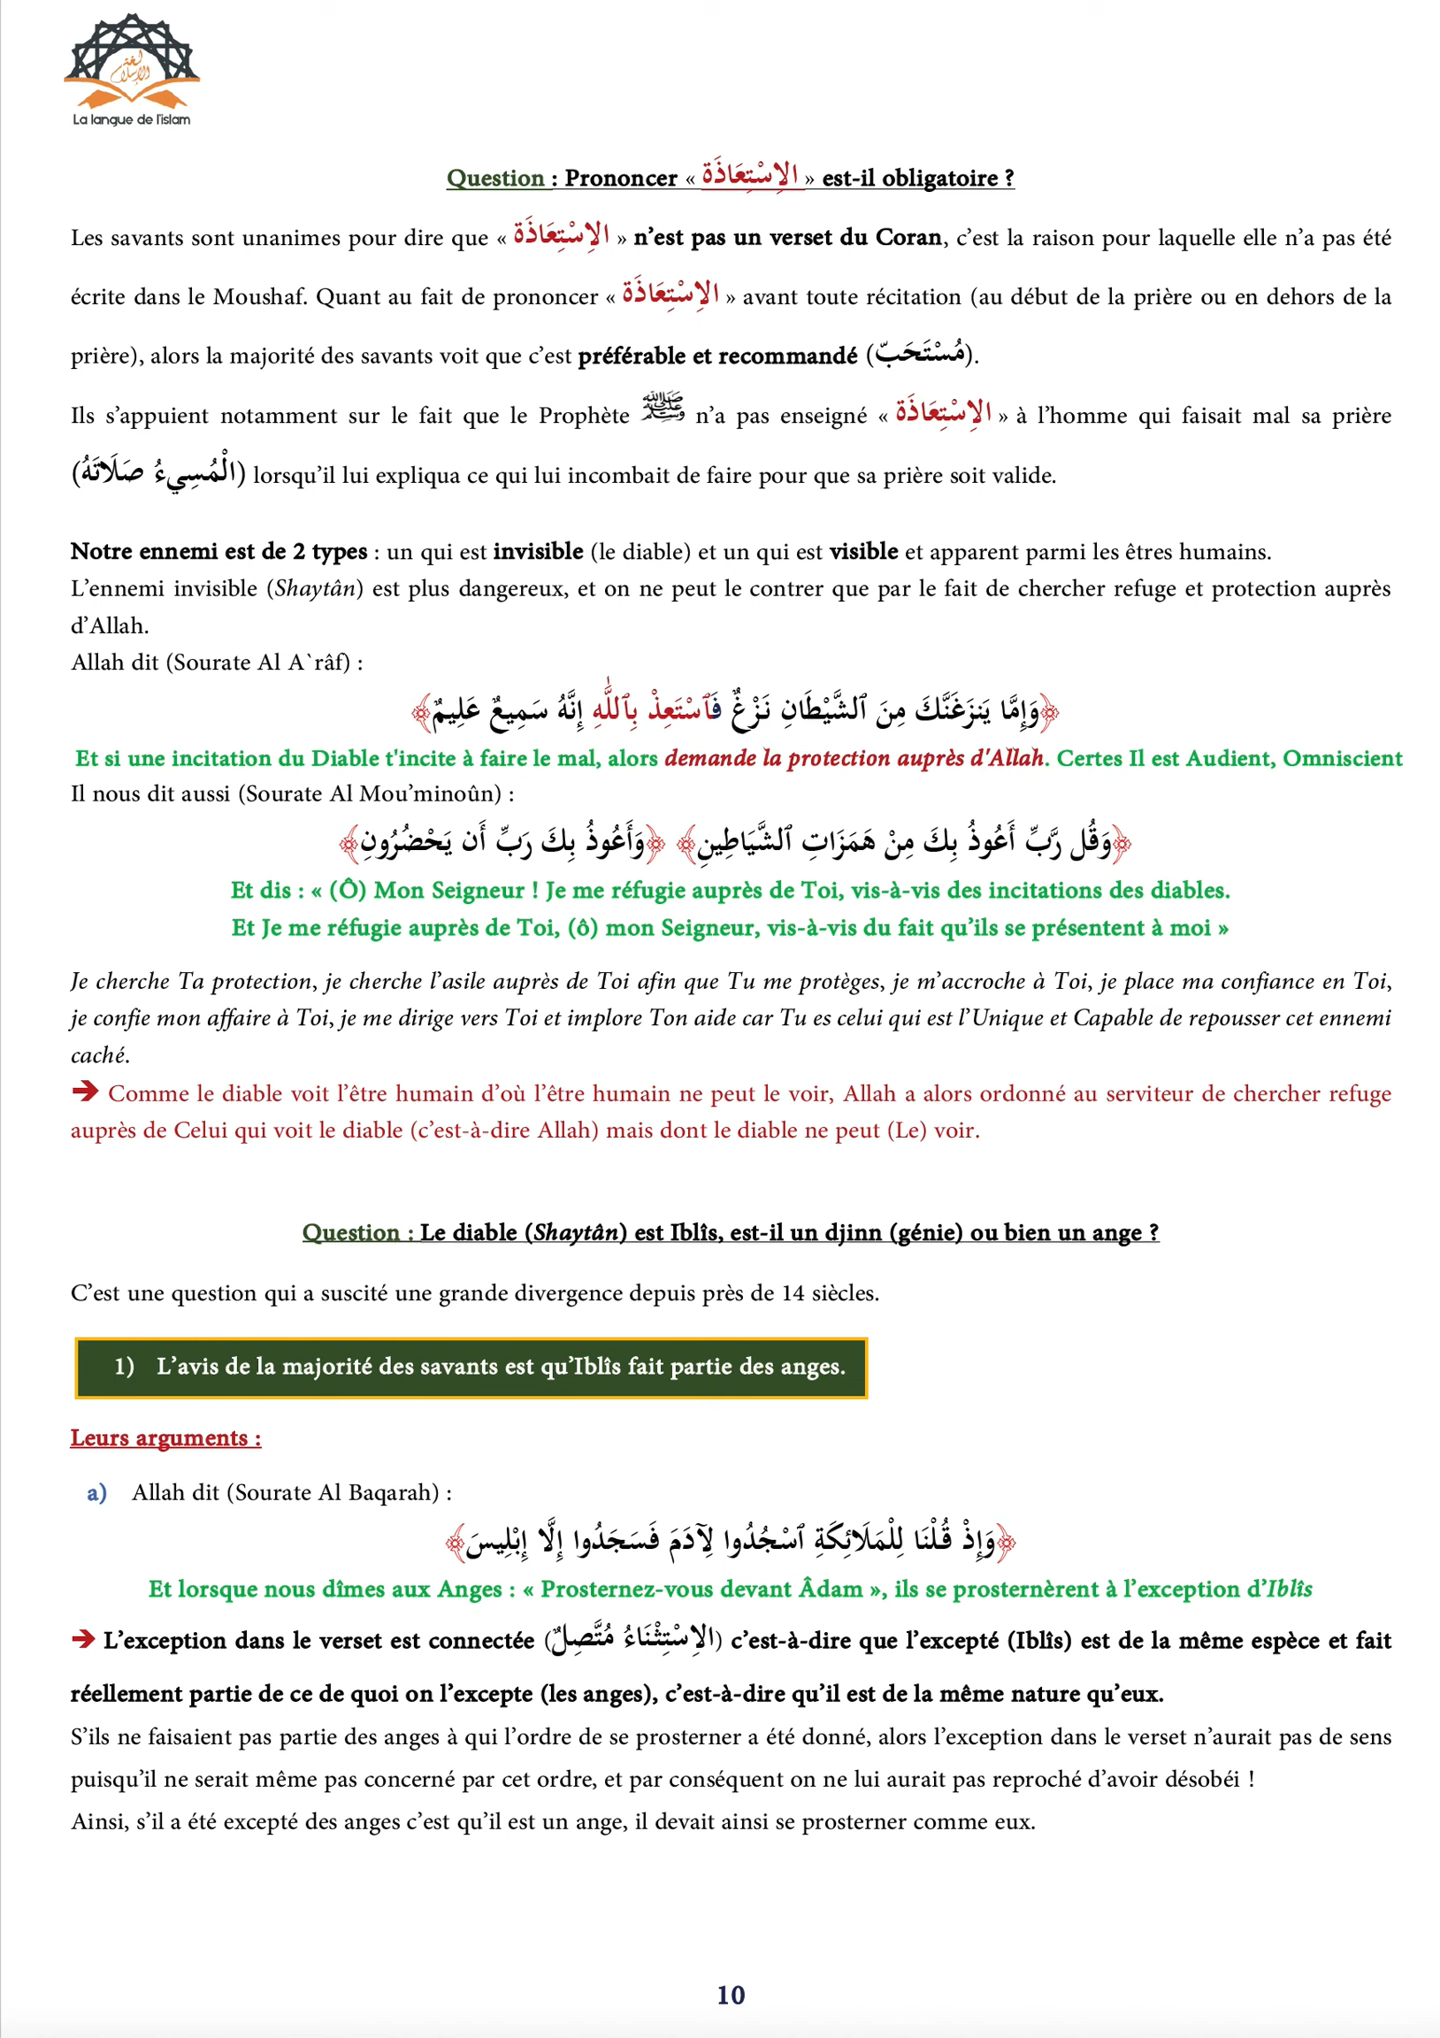 لغة الإسلام
La langue de l'islam
Question : Prononcer « الِاسْتِعَاذَة » est-il obligatoire ?
Les savants sont unanimes pour dire que « الِاسْتِعَاذَة » n’est pas un verset du Coran, c’est la raison pour laquelle elle n’a pas été
écrite dans le Moushaf. Quant au fait de prononcer « الِاسْتِعَاذَة » avant toute récitation (au début de la prière ou en dehors de la
prière), alors la majorité des savants voit que c’est préférable et recommandé (مُسْتَحَبّ).
Ils s’appuient notamment sur le fait que le Prophète ﷺ n’a pas enseigné « الِاسْتِعَاذَة » à l’homme qui faisait mal sa prière
(الْمُسِيءُ صَلَاتَهُ) lorsqu’il lui expliqua ce qui lui incombait de faire pour que sa prière soit valide.
Notre ennemi est de 2 types : un qui est invisible (le diable) et un qui est visible et apparent parmi les êtres humains.
L’ennemi invisible (Shaytân) est plus dangereux, et on ne peut le contrer que par le fait de chercher refuge et protection auprès
d’Allah.
Allah dit (Sourate Al A`râf) :
﴿وَإِمَّا يَنزَغَنَّكَ مِنَ ٱلشَّيْطَانِ نَزْغٌ فَٱسْتَعِذْ بِٱللَّهِ إِنَّهُ سَمِيعٌ عَلِيمٌ﴾
Et si une incitation du Diable t'incite à faire le mal, alors demande la protection auprès d'Allah. Certes Il est Audient, Omniscient
Il nous dit aussi (Sourate Al Mou’minoûn) :
﴿وَقُل رَّبِّ أَعُوذُ بِكَ مِنْ هَمَزَاتِ ٱلشَّيَاطِينِ﴾ ﴿وَأَعُوذُ بِكَ رَبِّ أَن يَحْضُرُونِ﴾
Et dis : « (Ô) Mon Seigneur ! Je me réfugie auprès de Toi, vis-à-vis des incitations des diables.
Et Je me réfugie auprès de Toi, (ô) mon Seigneur, vis-à-vis du fait qu’ils se présentent à moi »
Je cherche Ta protection, je cherche l’asile auprès de Toi afin que Tu me protèges, je m’accroche à Toi, je place ma confiance en Toi,
je confie mon affaire à Toi, je me dirige vers Toi et implore Ton aide car Tu es celui qui est l’Unique et Capable de repousser cet ennemi
caché.
➔ Comme le diable voit l’être humain d’où l’être humain ne peut le voir, Allah a alors ordonné au serviteur de chercher refuge
auprès de Celui qui voit le diable (c’est-à-dire Allah) mais dont le diable ne peut (Le) voir.
Question : Le diable (Shaytân) est Iblîs, est-il un djinn (génie) ou bien un ange ?
C’est une question qui a suscité une grande divergence depuis près de 14 siècles.
1) L’avis de la majorité des savants est qu’Iblîs fait partie des anges.
Leurs arguments :
a) Allah dit (Sourate Al Baqarah) :
﴿وَإِذْ قُلْنَا لِلْمَلَائِكَةِ ٱسْجُدُوا لِآدَمَ فَسَجَدُوا إِلَّا إِبْلِيسَ﴾
Et lorsque nous dîmes aux Anges : « Prosternez-vous devant Âdam », ils se prosternèrent à l’exception d’Iblîs
➔ L’exception dans le verset est connectée (الِاسْتِثْنَاءُ مُتَّصِلٌ) c’est-à-dire que l’excepté (Iblîs) est de la même espèce et fait
réellement partie de ce de quoi on l’excepte (les anges), c’est-à-dire qu’il est de la même nature qu’eux.
S’ils ne faisaient pas partie des anges à qui l’ordre de se prosterner a été donné, alors l’exception dans le verset n’aurait pas de sens
puisqu’il ne serait même pas concerné par cet ordre, et par conséquent on ne lui aurait pas reproché d’avoir désobéi !
Ainsi, s’il a été excepté des anges c’est qu’il est un ange, il devait ainsi se prosterner comme eux.
10